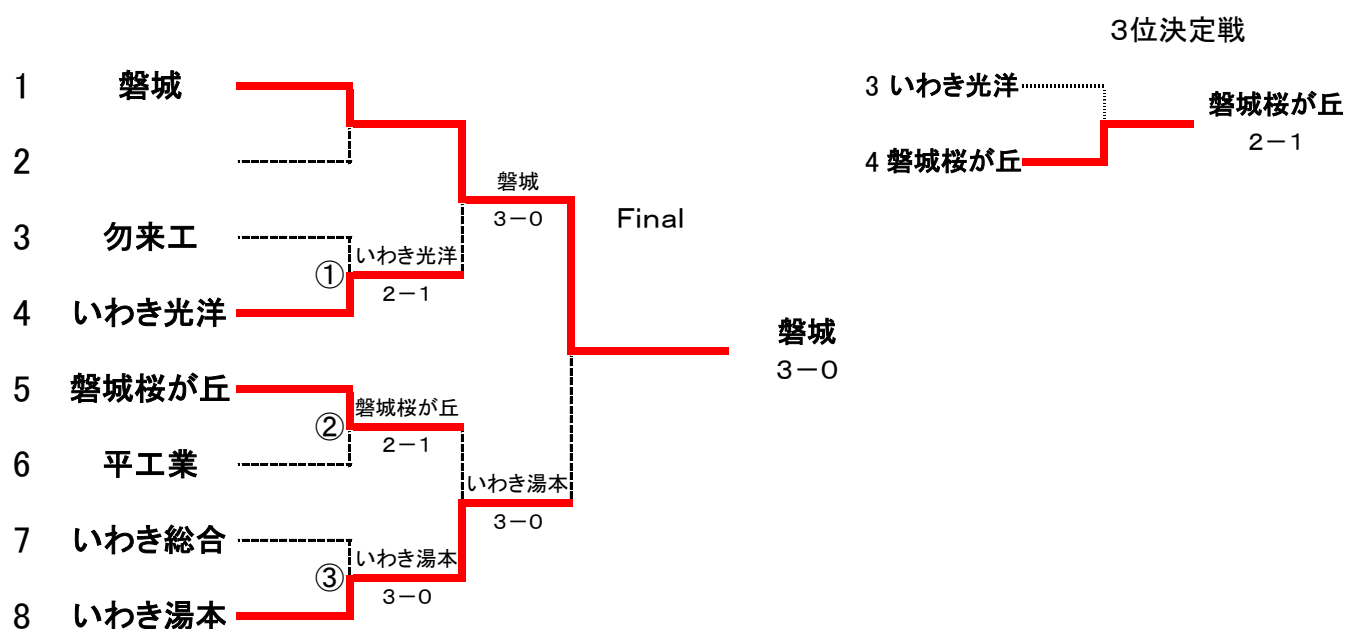 3位決定戦
1 磐城
3 いわき光洋
磐城桜が丘
2－1
2
4 磐城桜が丘
磐城
3－0
Final
3 勿来工
いわき光洋
①
2－1
4 いわき光洋
磐城
3－0
5 磐城桜が丘
磐城桜が丘
②
2－1
6 平工業
いわき湯本
3－0
7 いわき総合
いわき湯本
③
3－0
8 いわき湯本